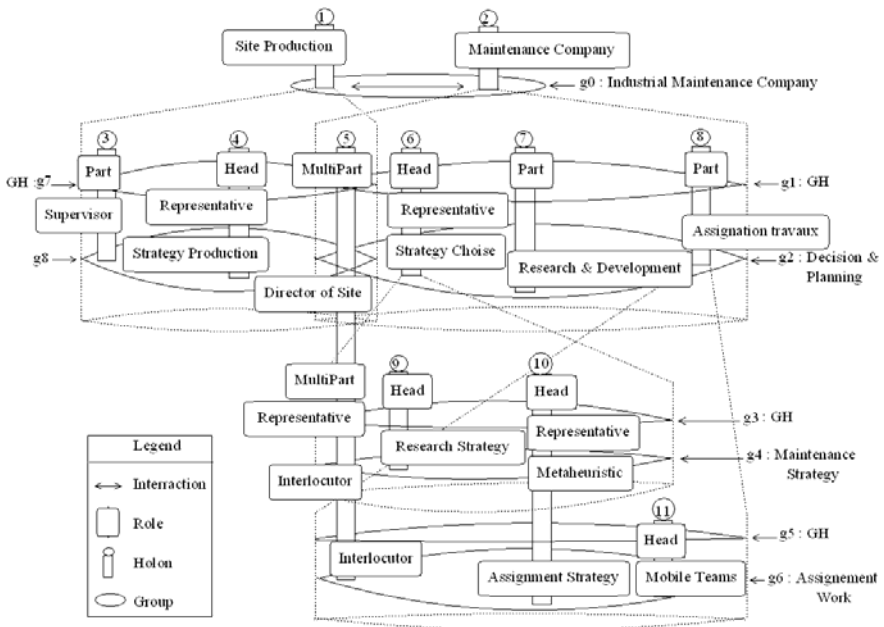 1
2
Site Production
Maintenance Company
g0 : Industrial Maintenance Company
3
4
5
6
7
8
Part
Head
MultiPart
Head
Part
Part
GH : g7
g1 : GH
Supervisor
Representative
Representative
Assignation travaux
Strategy Production
Strategy Choise
g8
g2 : Decision &
Planning
Research & Development
Director of Site
9
10
MultiPart
Head
Head
Representative
g3 : GH
Representative
Research Strategy
g4 : Maintenance
Strategy
Interlocutor
Metaheuristic
Legend
Interraction
Role
Holon
Group
11
g5 : GH
Head
Interlocutor
Assignment Strategy
Mobile Teams
g6 : Assignement
Work